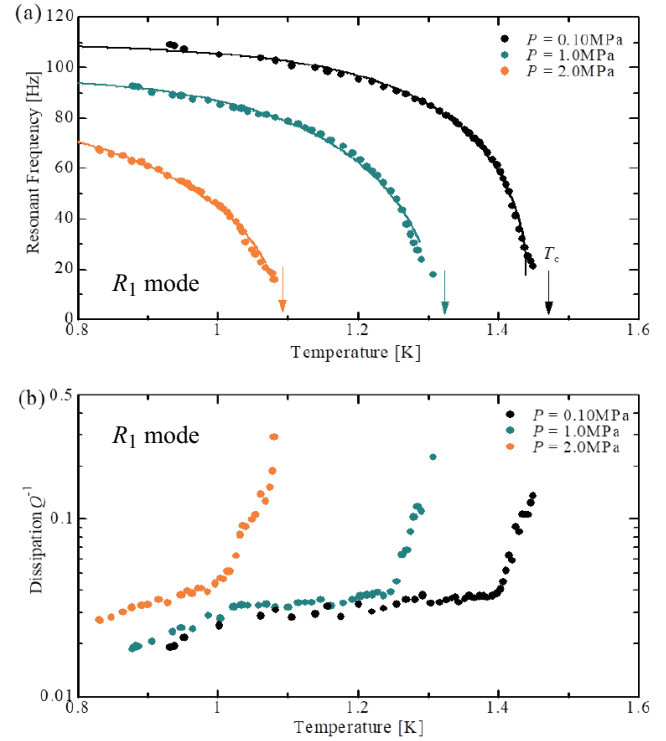 (a)
120
100
80
60
40
20
0
Resonant Frequency [Hz]
P = 0.10MPa
P = 1.0MPa
P = 2.0MPa
R1 mode
Tc
0.8
1
1.2
1.4
1.6
Temperature [K]
(b)
0.5
0.1
0.01
Dissipation Q-1
R1 mode
P = 0.10MPa
P = 1.0MPa
P = 2.0MPa
0.8
1
1.2
1.4
1.6
Temperature [K]